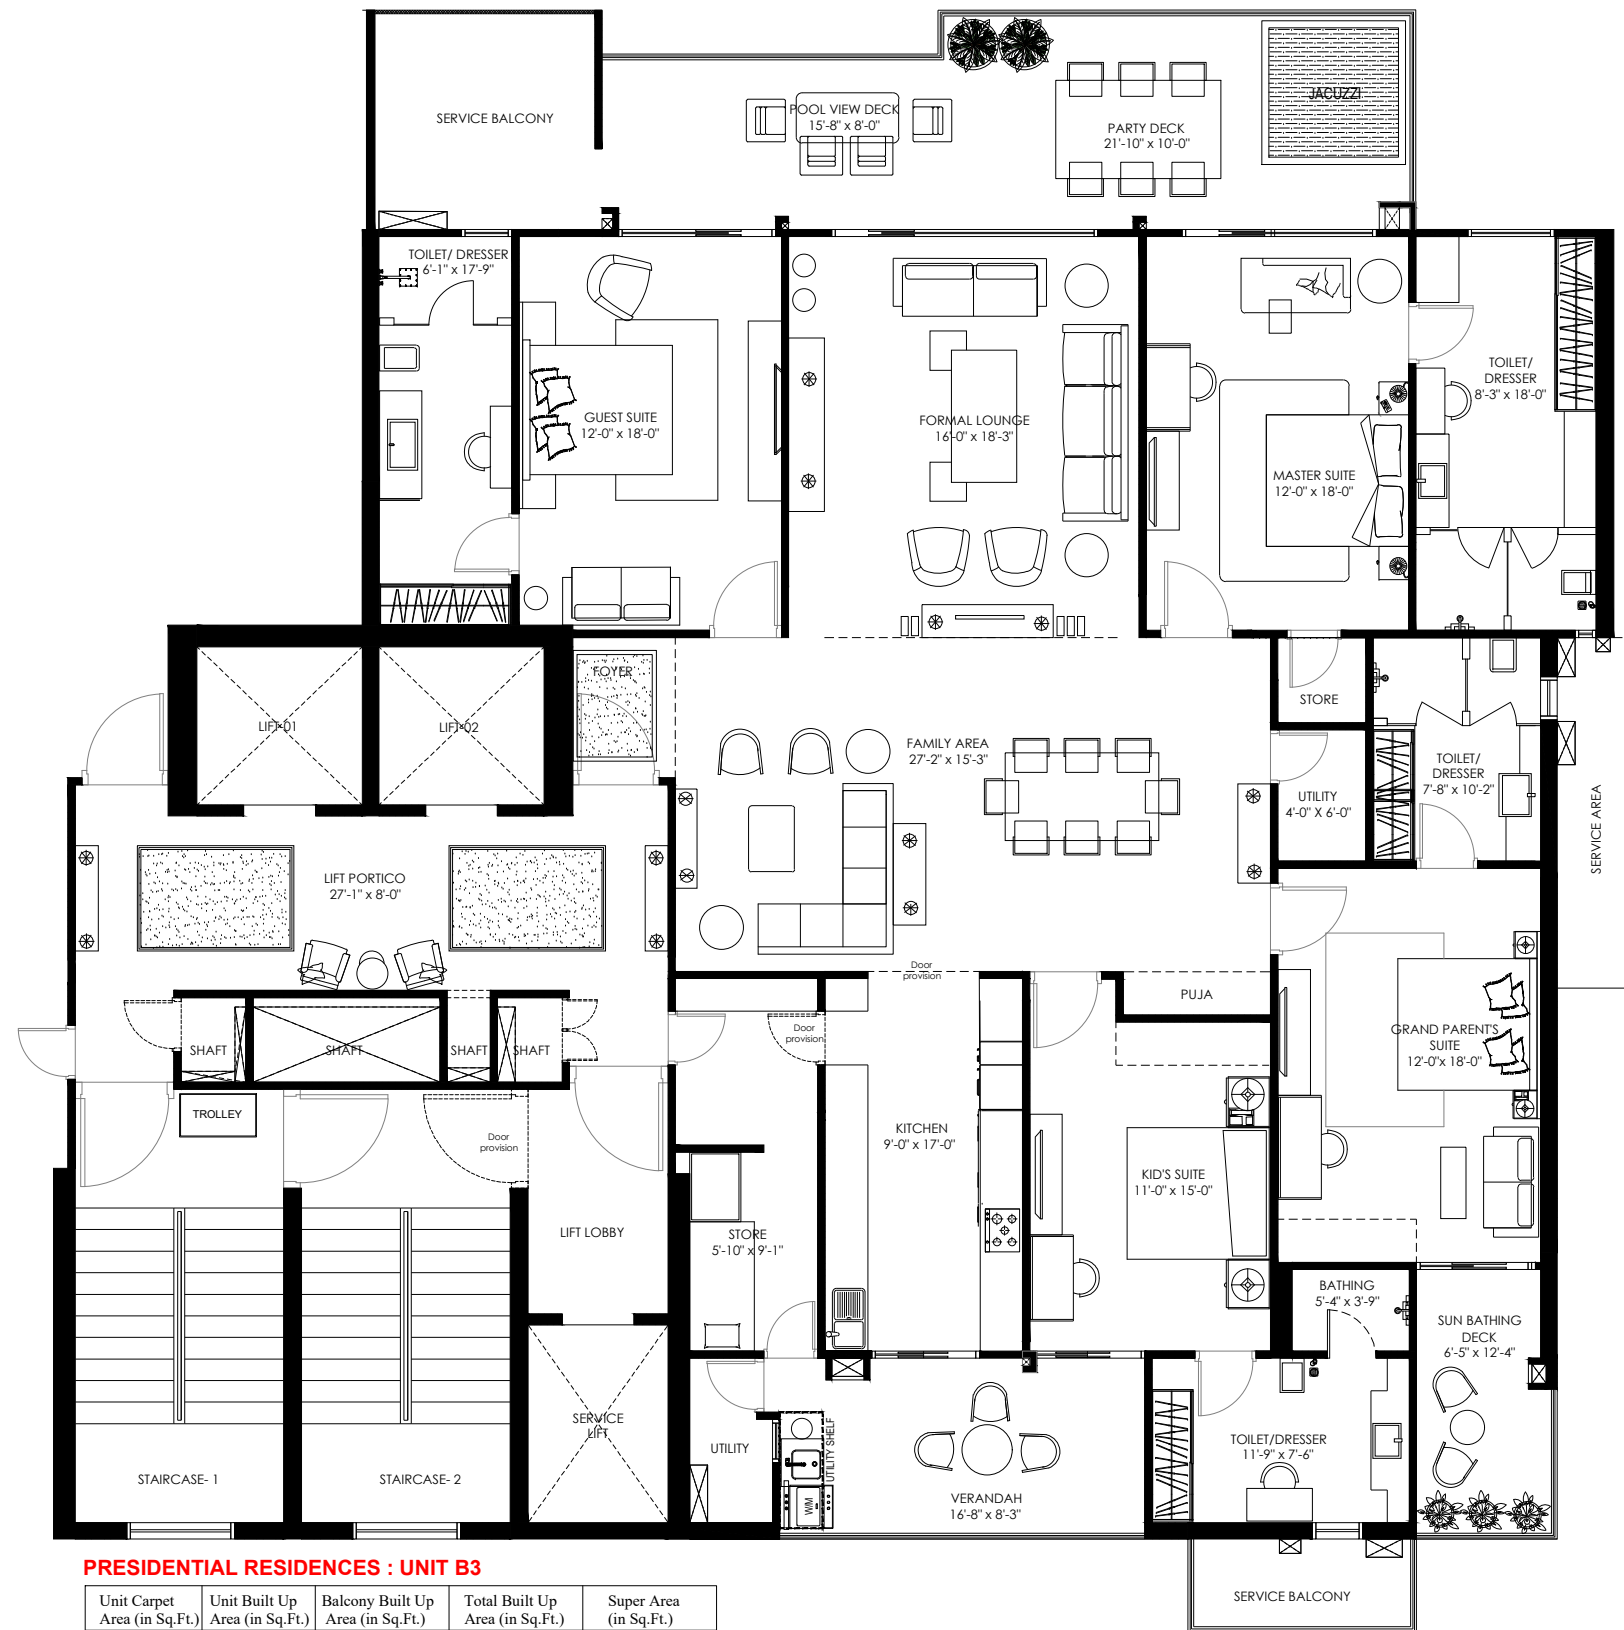 SERVICE BALCONY
POOL VIEW DECK
15'-8" x 8'-0"
PARTY DECK
21'-10" x 10'-0"
JACUZZI
TOILET/ DRESSER
6'-1" x 17'-9"
GUEST SUITE
12'-0" x 18'-0"
FORMAL LOUNGE
16'-0" x 18'-3"
MASTER SUITE
12'-0" x 18'-0"
TOILET/
DRESSER
8'-3" x 18'-0"
LIFT-01
LIFT-02
FOYER
FAMILY AREA
27'-2" x 15'-3"
STORE
UTILITY
4'-0" X 6'-0"
TOILET/
DRESSER
7'-8" x 10'-2"
SERVICE AREA
LIFT PORTICO
27'-1" x 8'-0"
Door
provision
PUJA
SHAFT
SHAFT
SHAFT
SHAFT
Door
provision
GRAND PARENT'S
SUITE
12'-0"x 18'-0"
TROLLEY
Door
provision
KITCHEN
9'-0" x 17'-0"
KID'S SUITE
11'-0" x 15'-0"
LIFT LOBBY
STORE
5'-10" x 9'-1"
BATHING
5'-4" x 3'-9"
SUN BATHING
DECK
6'-5" x 12'-4"
SERVICE
LIFT
UTILITY
UTILITY SHELF
WM
VERANDAH
16'-8" x 8'-3"
TOILET/DRESSER
11'-9" x 7'-6"
STAIRCASE- 1
STAIRCASE- 2
SERVICE BALCONY
PRESIDENTIAL RESIDENCES : UNIT B3
Unit Carpet
Area (in Sq.Ft.)
Unit Built Up
Area (in Sq.Ft.)
Balcony Built Up
Area (in Sq.Ft.)
Total Built Up
Area (in Sq.Ft.)
Super Area
(in Sq.Ft.)